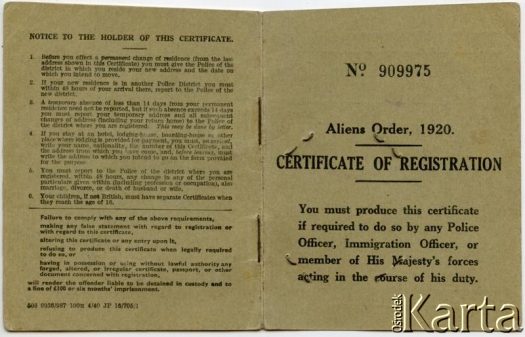 NOTICE TO THE HOLDER OF THIS CERTIFICATE.
1. Before you effect a permanent change of residence (from the last
address shown in this Certificate) you must give the Police of the
district in which you reside your new address and the date on
which you intend to move.
2. If your new residence is in another Police District you must
within 48 hours of your arrival there, report to the Police of the
new district.
3. A temporary absence of less than 14 days from your permanent
residence need not be reported, but if such absence exceeds 14 days
you must report your temporary address and all subsequent
changes of address (including your return home) to the Police of
the district where you are registered. This may be done by letter.
4. If you stay at an hotel, lodging-house, boarding-house or other
place where lodging is provided for payment, you must, on arrival,
write your name, nationality, the number of this Certificate, and
the address from which you have come, and, before leaving, must
write the address to which you intend to go on the form provided
for the purpose.
5. You must report to the Police of the district where you are
registered, within 48 hours, any change in any of the personal
particulars given within (including profession or occupation), also
marriage, divorce, or death of husband or wife.
6. Your children, if not British, must have separate Certificates when
they reach the age of 16.
Failure to comply with any of the above requirements,
making any false statement with regard to registration or
with regard to this certificate,
altering this certificate or any entry upon it,
refusing to produce this certificate when legally required
to do so, or
having in possession or using without lawful authority any
forged, altered, or irregular certificate, passport, or other
document concerned with registration,
will render the offender liable to be detained in custody and to
a fine of £100 or six months' imprisonment.
100m 4/40 JP
Nº 909975
Aliens Order, 1920.
CERTIFICATE OF REGISTRATION
You must produce this certificate
if required to do so by any Police
Officer, Immigration Officer, or
member of His Majesty's forces
acting in the course of his duty.
ośrodek
Karta